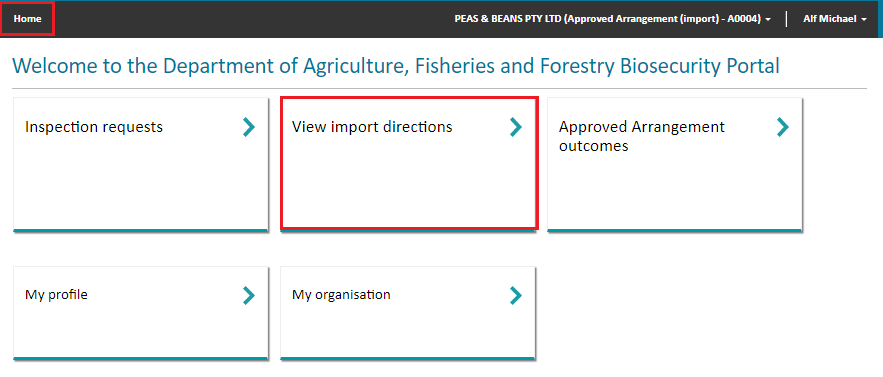 Home
PEAS & BEANS PTY LTD (Approved Arrangement (import) - A0004)
Alf Michael
Welcome to the Department of Agriculture, Fisheries and Forestry Biosecurity Portal
Inspection requests
View import directions
Approved Arrangement
outcomes
My profile
My organisation